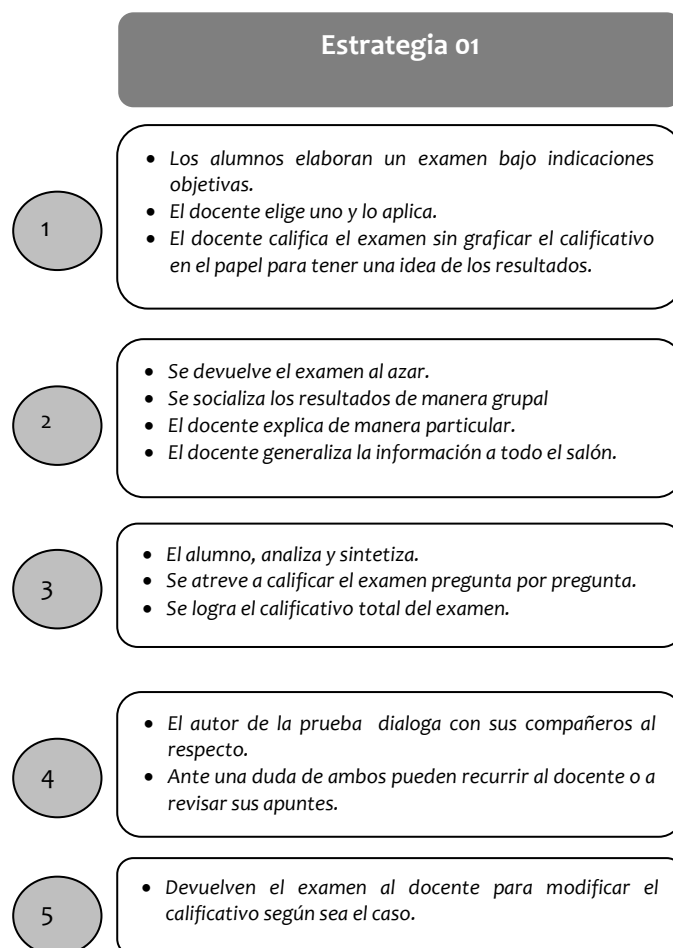 Estrategia 01
1
• Los alumnos elaboran un examen bajo indicaciones
objetivas.
• El docente elige uno y lo aplica.
• El docente califica el examen sin graficar el calificativo
en el papel para tener una idea de los resultados.
2
• Se devuelve el examen al azar.
• Se socializa los resultados de manera grupal
• El docente explica de manera particular.
• El docente generaliza la información a todo el salón.
3
• El alumno, analiza y sintetiza.
• Se atreve a calificar el examen pregunta por pregunta.
• Se logra el calificativo total del examen.
4
• El autor de la prueba dialoga con sus compañeros al
respecto.
• Ante una duda de ambos pueden recurrir al docente o a
revisar sus apuntes.
5
• Devuelven el examen al docente para modificar el
calificativo según sea el caso.